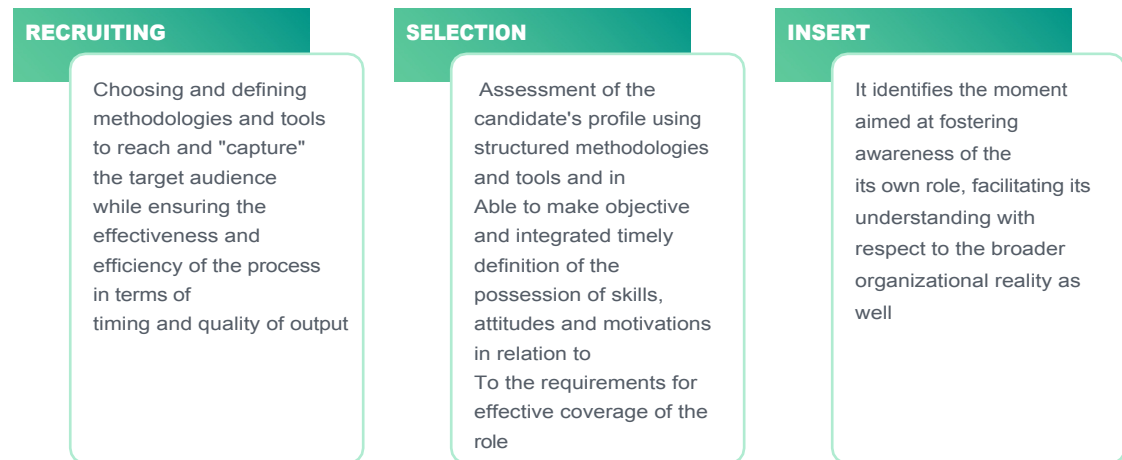 RECRUITING
Choosing and defining
methodologies and tools
to reach and "capture"
the target audience
while ensuring the
effectiveness and
efficiency of the process
in terms of
timing and quality of output
SELECTION
Assessment of the
candidate's profile using
structured methodologies
and tools and in
Able to make objective
and integrated timely
definition of the
possession of skills,
attitudes and motivations
in relation to
To the requirements for
effective coverage of the
role
INSERT
It identifies the moment
aimed at fostering
awareness of the
its own role, facilitating its
understanding with
respect to the broader
organizational reality as
well